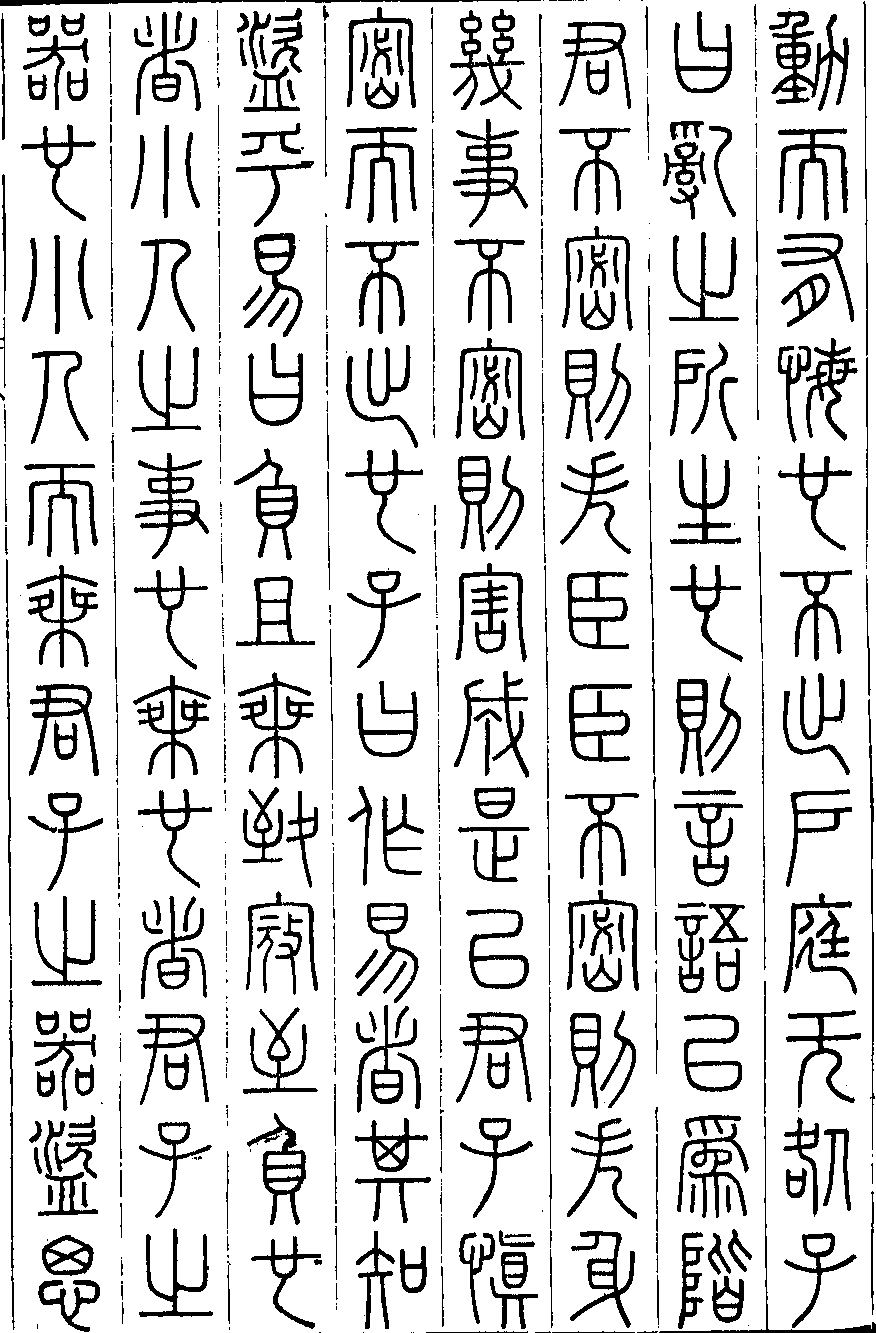 動而有悔也不出戶庭无咎子
曰亂之所生也則言語以爲階
君不密則失臣臣不密則失身
幾事不密則害成是以君子慎
密而不出也子曰作易者其知
盜乎易曰負且乘致寇至負也
者小人之事也乘也者君子之
器也小人而乘君子之器盜思